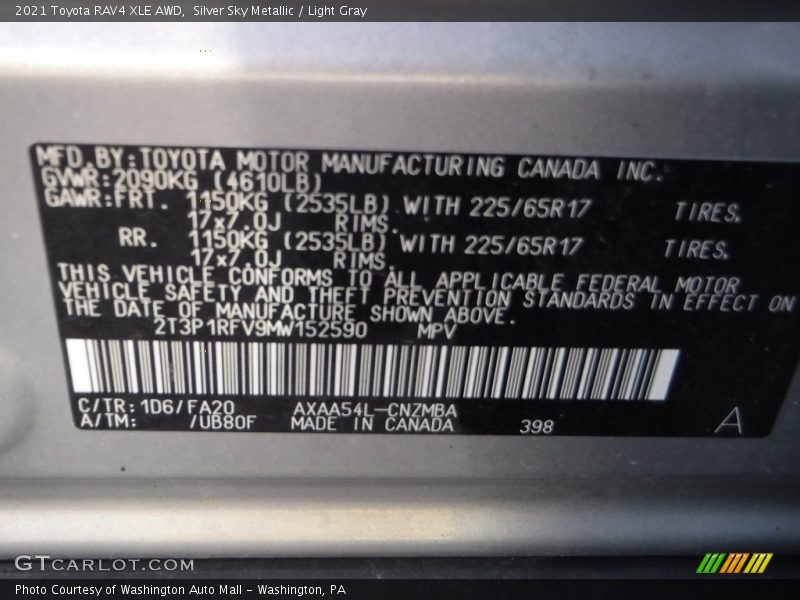 2021 Toyota RAV4 XLE AWD,  Silver Sky Metallic / Light Gray
MFD.BY:TOYOTA MOTOR MANUFACTURING CANADA INC.
GVWR:2090KG (4610LB)
GAWR:FRT. 1150KG (2535LB) WITH 225/65R17 TIRES.
17x7.0J RIMS.
RR. 1150KG (2535LB) WITH 225/65R17 TIRES.
17x7.0J RIMS.
THIS VEHICLE CONFORMS TO ALL APPLICABLE FEDERAL MOTOR
VEHICLE SAFETY AND THEFT PREVENTION STANDARDS IN EFFECT ON
THE DATE OF MANUFACTURE SHOWN ABOVE.
2T3P1RFV9MW152590 MPV
C/TR:1D6/FA20 AXAA54L-CNZMBA
A/TM: /UB80F MADE IN CANADA 398 A
GTCARLOT.COM
Photo Courtesy of Washington Auto Mall - Washington, PA